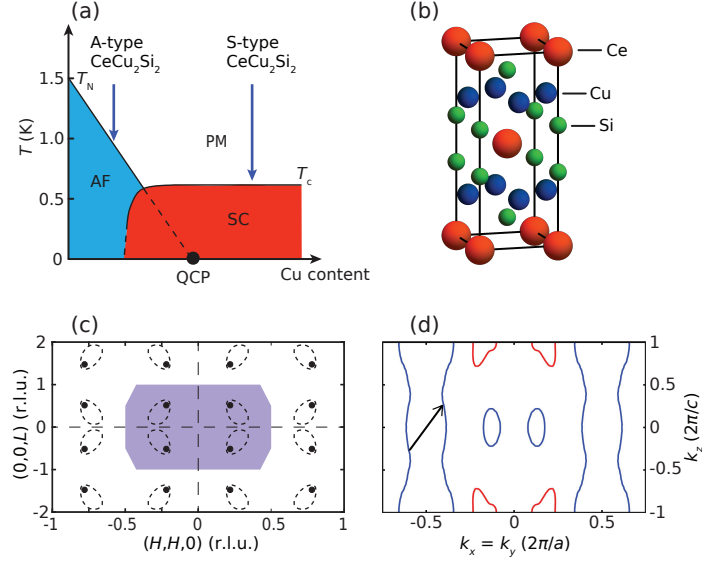 (a)
A-type
CeCu₂Si₂
S-type
CeCu₂Si₂
T_N
1.5
1.0
0.5
0
T (K)
PM
AF
SC
T_c
QCP
Cu content
(b)
Ce
Cu
Si
(c)
2
1
0
-1
-2
(0,0,L) (r.l.u.)
-1
-0.5
0
0.5
1
(H,H,0) (r.l.u.)
(d)
1
0.5
0
-0.5
-1
k_z (2π/c)
-0.5
0
0.5
k_x = k_y (2π/a)